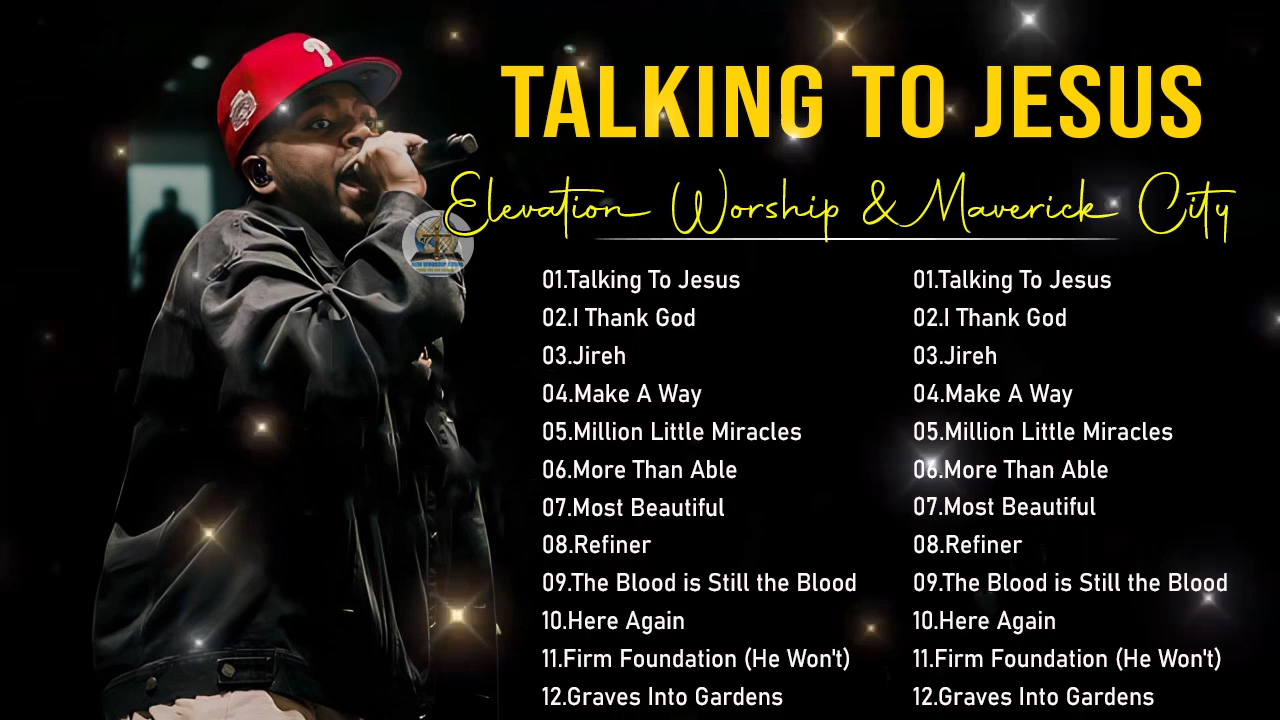 TALKING TO JESUS
Elevation Worship & Maverick City
01.Talking To Jesus
02.I Thank God
03.Jireh
04.Make A Way
05.Million Little Miracles
06.More Than Able
07.Most Beautiful
08.Refiner
09.The Blood is Still the Blood
10.Here Again
11.Firm Foundation (He Won't)
12.Graves Into Gardens
01.Talking To Jesus
02.I Thank God
03.Jireh
04.Make A Way
05.Million Little Miracles
06.More Than Able
07.Most Beautiful
08.Refiner
09.The Blood is Still the Blood
10.Here Again
11.Firm Foundation (He Won't)
12.Graves Into Gardens
P